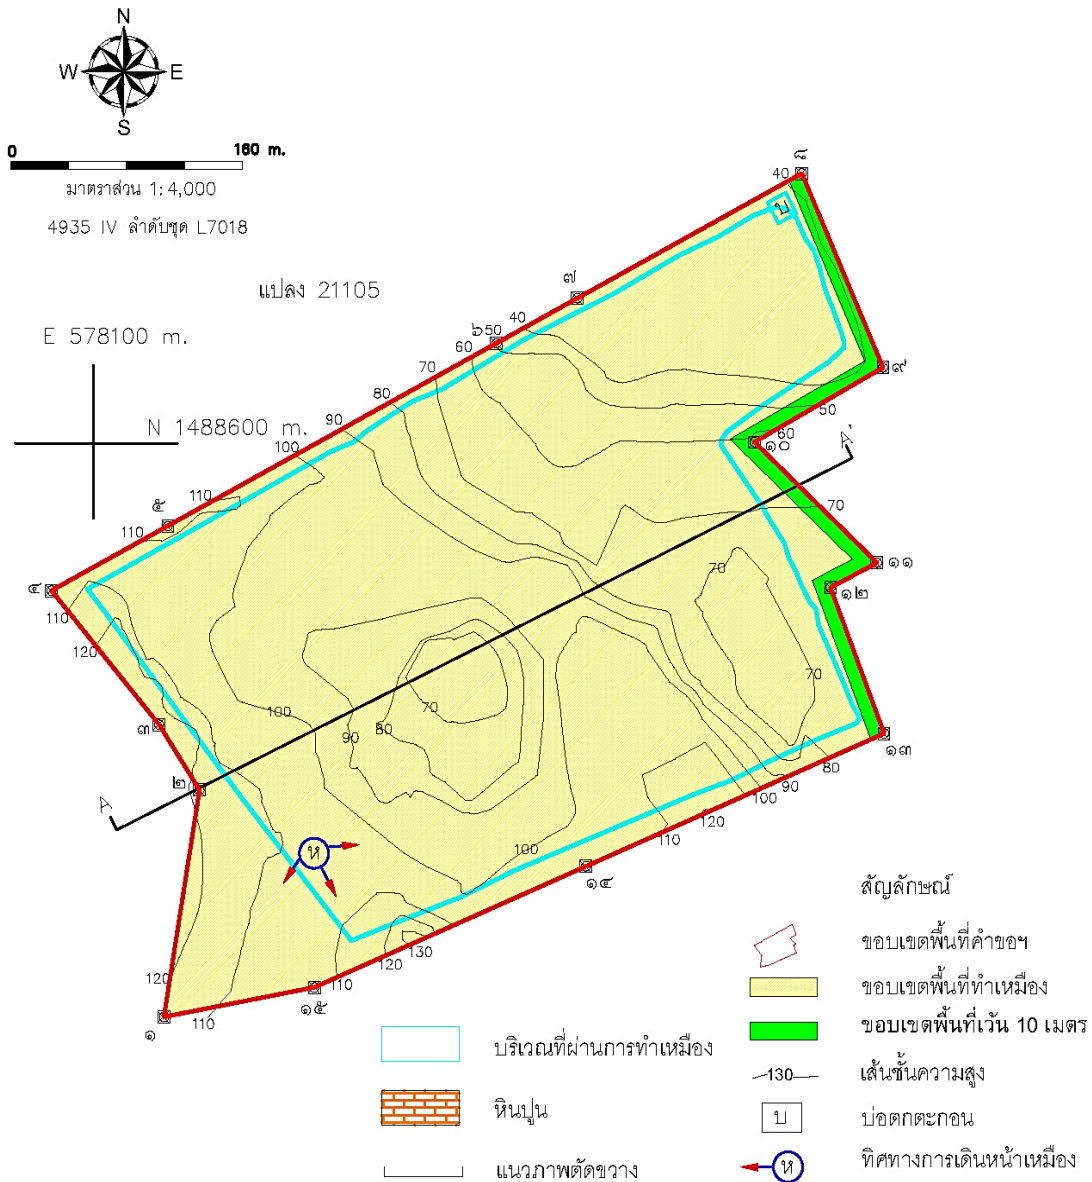 N
W E
S
0 160 m.
มาตราส่วน 1:4,000
4935 IV ลำดับชุด L7018
แปลง 21105
E 578100 m.
N 1488600 m.
๘
40
บ
๗
40
๖
50
60
70
80
90
100
110
๕
110
๔
110
120
๓
๒
A
๙
50
60
๑๐
A'
70
๑๑
๑๒
70
70
๑๓
80
90
100
120
110
๑๔
100
100
90
80
70
ห
130
120
110
๑๕
120
๑
110
สัญลักษณ์
ขอบเขตพื้นที่คำขอฯ
ขอบเขตพื้นที่ทำเหมือง
ขอบเขตพื้นที่เว้น 10 เมตร
130 เส้นชั้นความสูง
บ บ่อตกตะกอน
ห ทิศทางการเดินหน้าเหมือง
บริเวณที่ผ่านการทำเหมือง
หินปูน
แนวภาพตัดขวาง